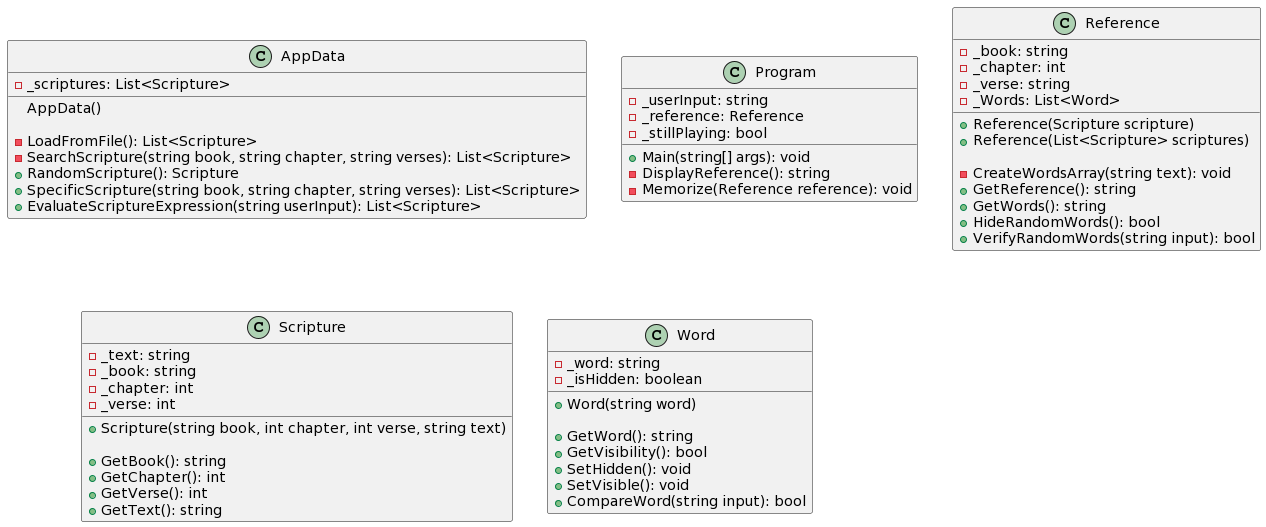 C AppData
_scriptures: List<Scripture>
AppData()
LoadFromFile(): List<Scripture>
SearchScripture(string book, string chapter, string verses): List<Scripture>
RandomScripture(): Scripture
SpecificScripture(string book, string chapter, string verses): List<Scripture>
EvaluateScriptureExpression(string userInput): List<Scripture>
C Program
_userInput: string
_reference: Reference
_stillPlaying: bool
Main(string[] args): void
DisplayReference(): string
Memorize(Reference reference): void
C Reference
_book: string
_chapter: int
_verse: string
_Words: List<Word>
Reference(Scripture scripture)
Reference(List<Scripture> scriptures)
CreateWordsArray(string text): void
GetReference(): string
GetWords(): string
HideRandomWords(): bool
VerifyRandomWords(string input): bool
C Scripture
_text: string
_book: string
_chapter: int
_verse: int
Scripture(string book, int chapter, int verse, string text)
GetBook(): string
GetChapter(): int
GetVerse(): int
GetText(): string
C Word
_word: string
_isHidden: boolean
Word(string word)
GetWord(): string
GetVisibility(): bool
SetHidden(): void
SetVisible(): void
CompareWord(string input): bool